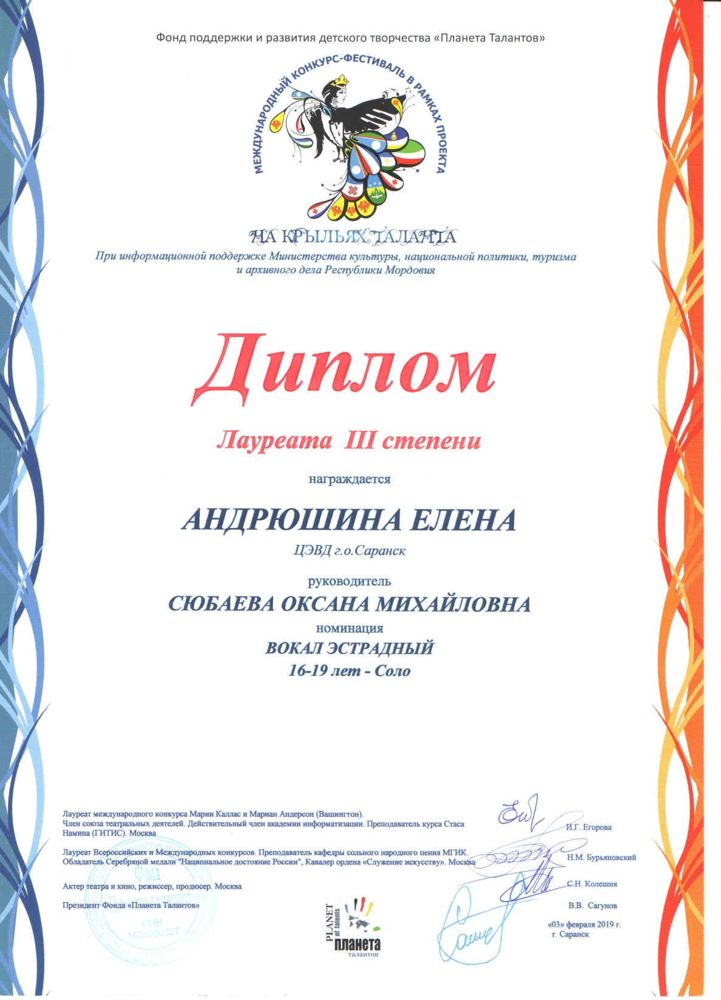 Фонд поддержки и развития детского творчества «Планета Талантов»
МЕЖДУНАРОДНЫЙ КОНКУРС-ФЕСТИВАЛЬ В РАМКАХ ПРОЕКТА
НА КРЫЛЬЯХ ТАЛАНТА
При информационной поддержке Министерства культуры, национальной политики, туризма
и архивного дела Республики Мордовия
Диплом
Лауреата III степени
награждается
АНДРЮШИНА ЕЛЕНА
ЦЭВД г.о.Саранск
руководитель
СЮБАЕВА ОКСАНА МИХАЙЛОВНА
номинация
ВОКАЛ ЭСТРАДНЫЙ
16-19 лет - Соло
Лауреат международного конкурса Марии Каллас и Мариан Андерсон (Вашингтон).
Член союза театральных деятелей. Действительный член академии информатизации. Преподаватель курса Стаса
Намина (ГИТИС). Москва
И.Г. Егорова
Лауреат Всероссийских и Международных конкурсов. Преподаватель кафедры сольного народного пения МГИК.
Обладатель Серебряной медали "Национальное достояние России", Кавалер ордена «Служение искусству». Москва
Н.М. Бурьяновский
Актер театра и кино, режиссер, продюсер. Москва
С.Н. Колешня
Президент Фонда «Планета Талантов»
В.В. Сагунов
Фонд
Планета талантов
ИНН
1639036027
PLANET
of talents
планета
талантов
«03» февраля 2019 г.
г. Саранск